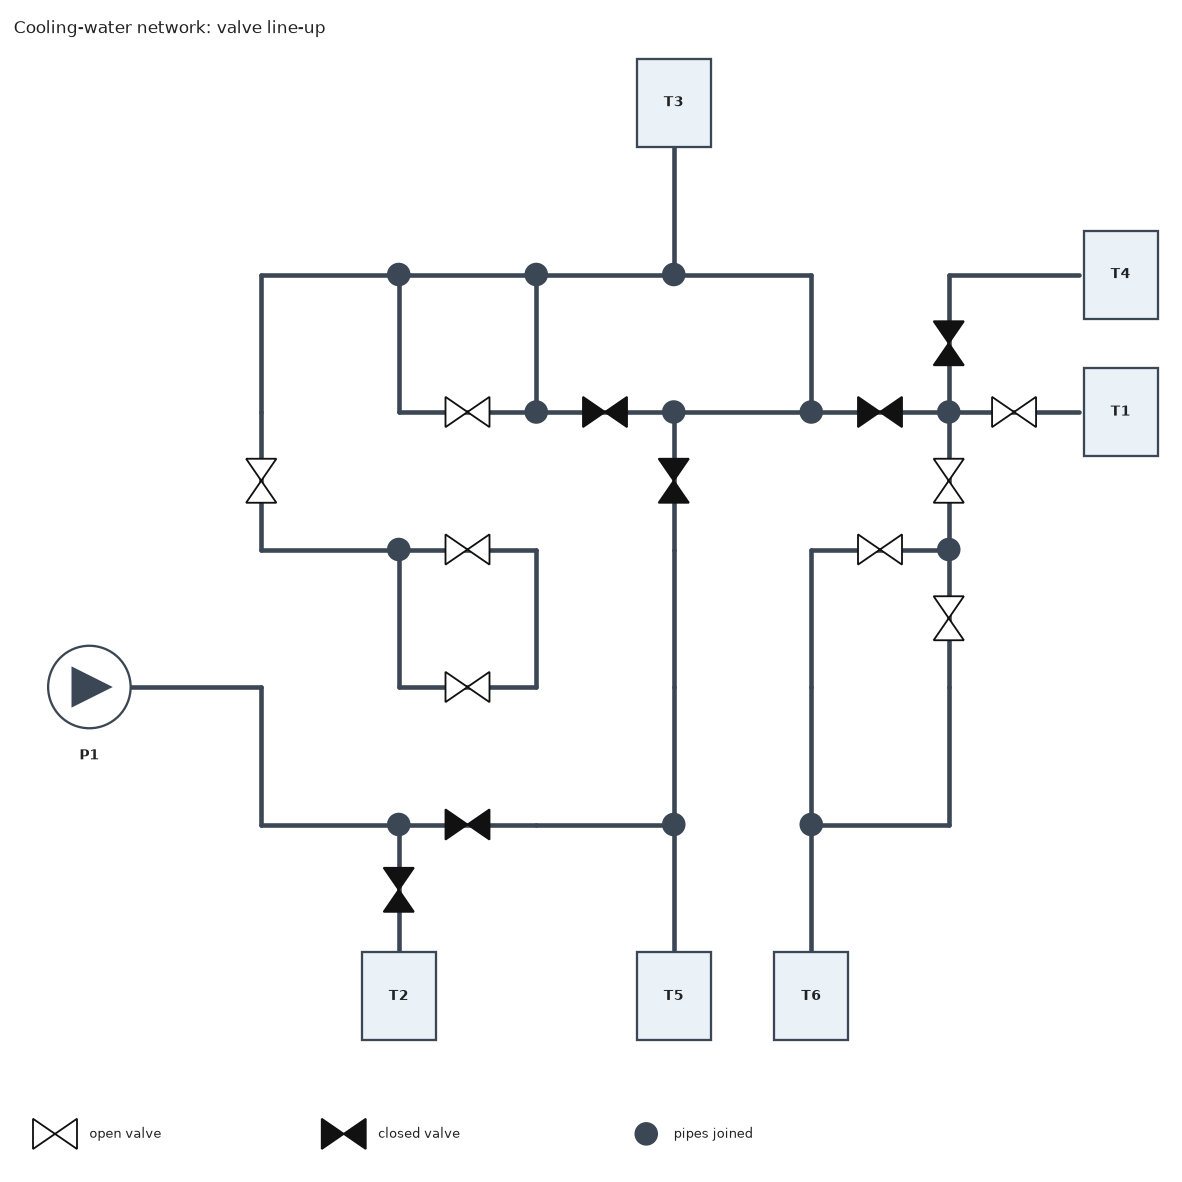 Cooling-water network: valve line-up
T3
T4
T1
P1
T2
T5
T6
open valve
closed valve
pipes joined